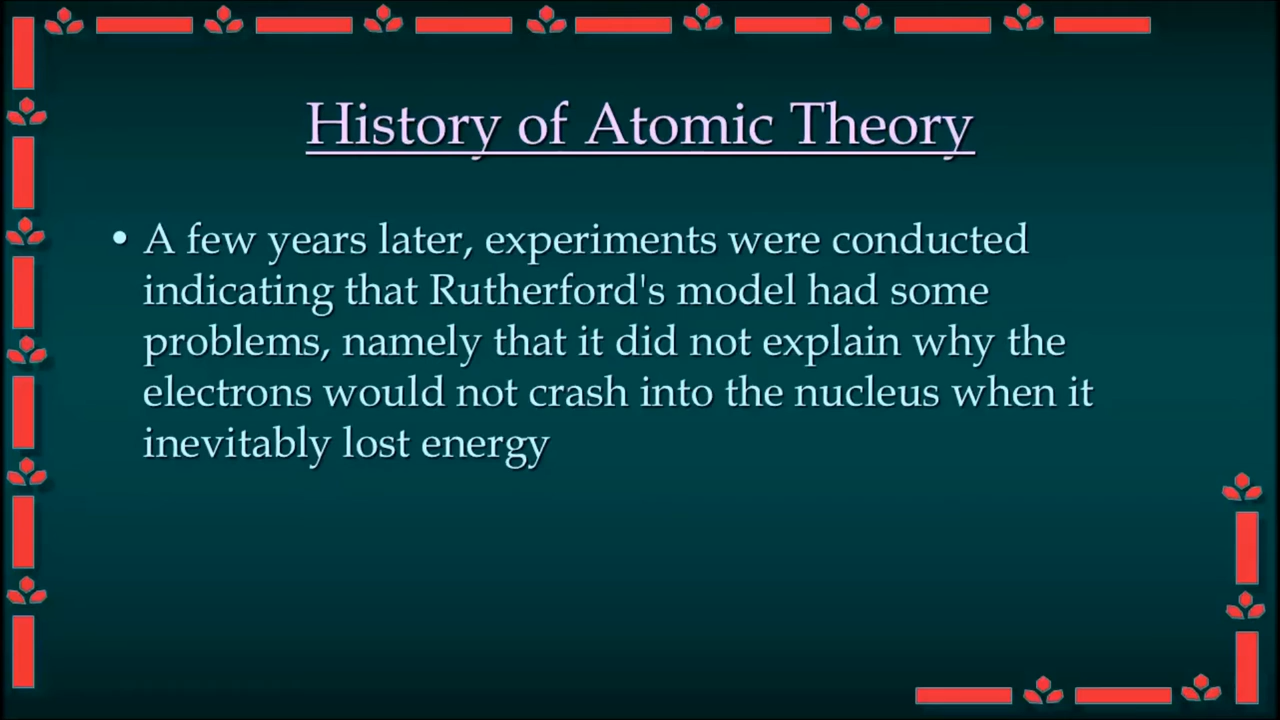 History of Atomic Theory
• A few years later, experiments were conducted
indicating that Rutherford's model had some
problems, namely that it did not explain why the
electrons would not crash into the nucleus when it
inevitably lost energy